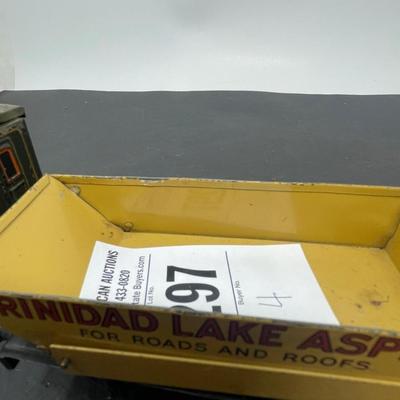 CAN AUCTIONS
433-0820
tate Buyers.com
Lot No.
297
Buyer No.
4
RINIDAD LAKE ASP
FOR ROADS AND ROOFS